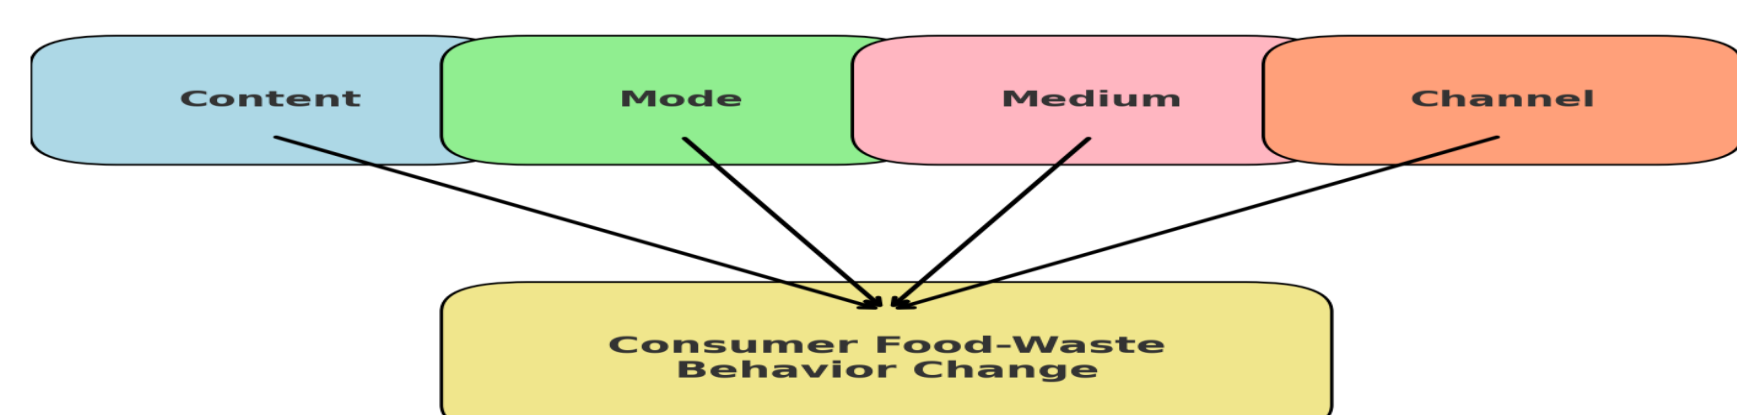 Content
Mode
Medium
Channel
Consumer Food-Waste
Behavior Change